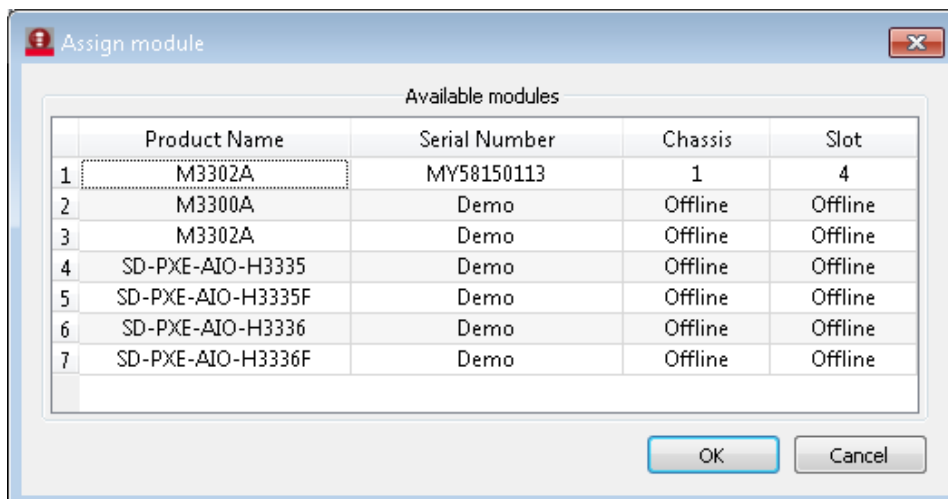 Assign module
Available modules
Product Name Serial Number Chassis Slot
1 M3302A MY58150113 1 4
2 M3300A Demo Offline Offline
3 M3302A Demo Offline Offline
4 SD-PXE-AIO-H3335 Demo Offline Offline
5 SD-PXE-AIO-H3335F Demo Offline Offline
6 SD-PXE-AIO-H3336 Demo Offline Offline
7 SD-PXE-AIO-H3336F Demo Offline Offline
OK Cancel